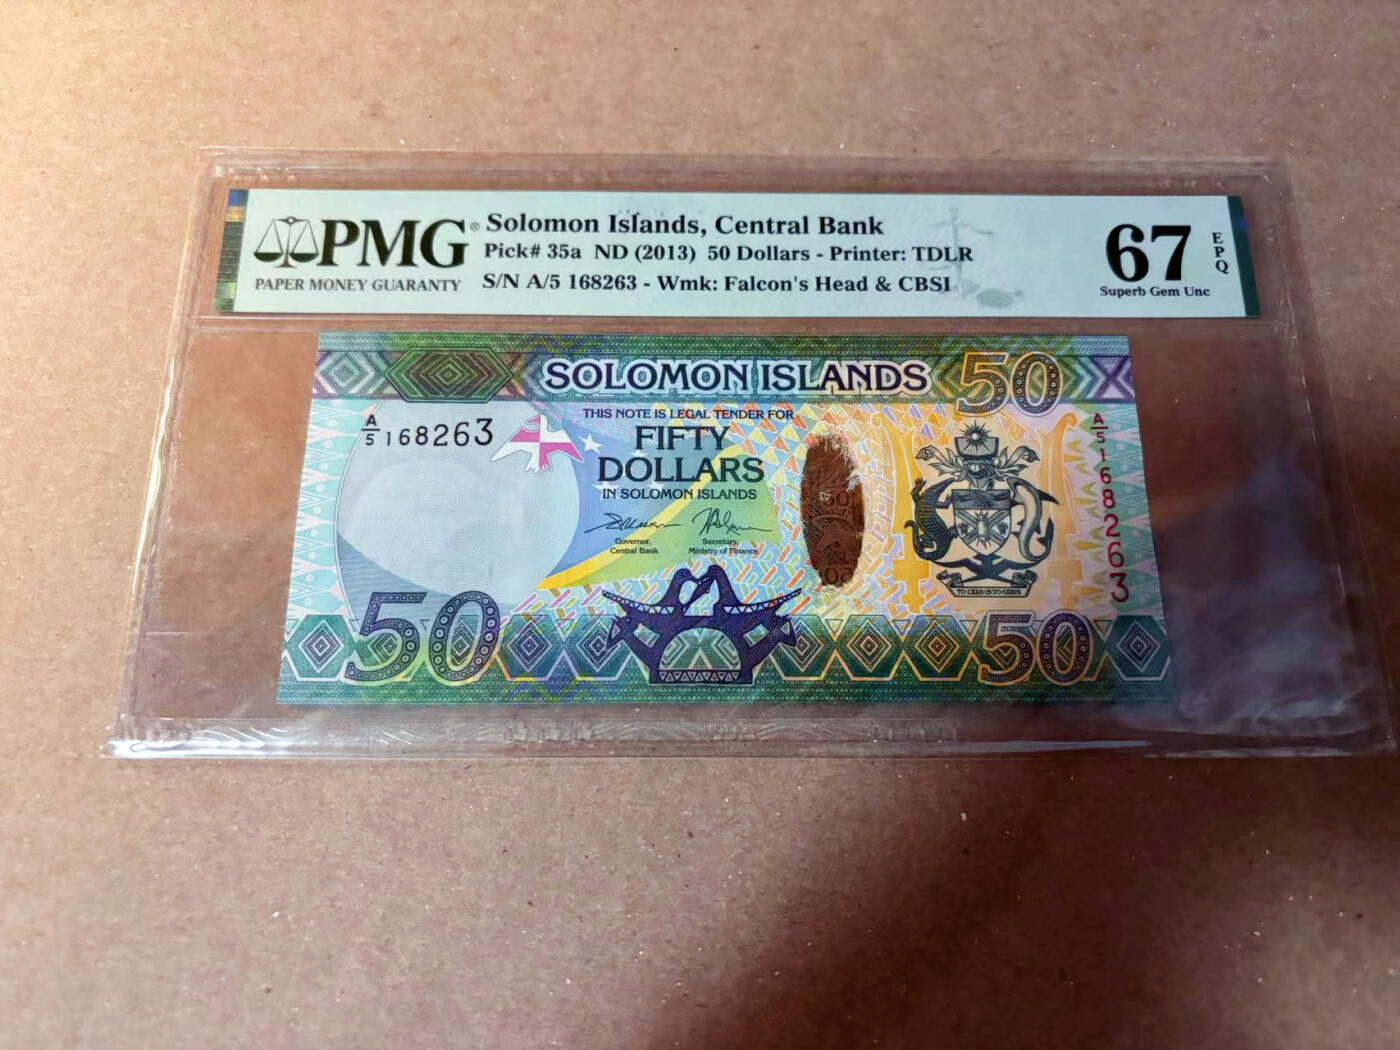 PMG®
PAPER MONEY GUARANTY
Solomon Islands, Central Bank
Pick# 35a ND (2013) 50 Dollars - Printer: TDLR
S/N A/5 168263 - Wmk: Falcon's Head & CBSI
67
EPQ
Superb Gem Unc
SOLOMON ISLANDS
50
A/5 168263
THIS NOTE IS LEGAL TENDER FOR
FIFTY
DOLLARS
IN SOLOMON ISLANDS
Governor,
Central Bank
Secretary,
Ministry of Finance
A/5 168263
TO LEAD IS TO SERVE
50
50